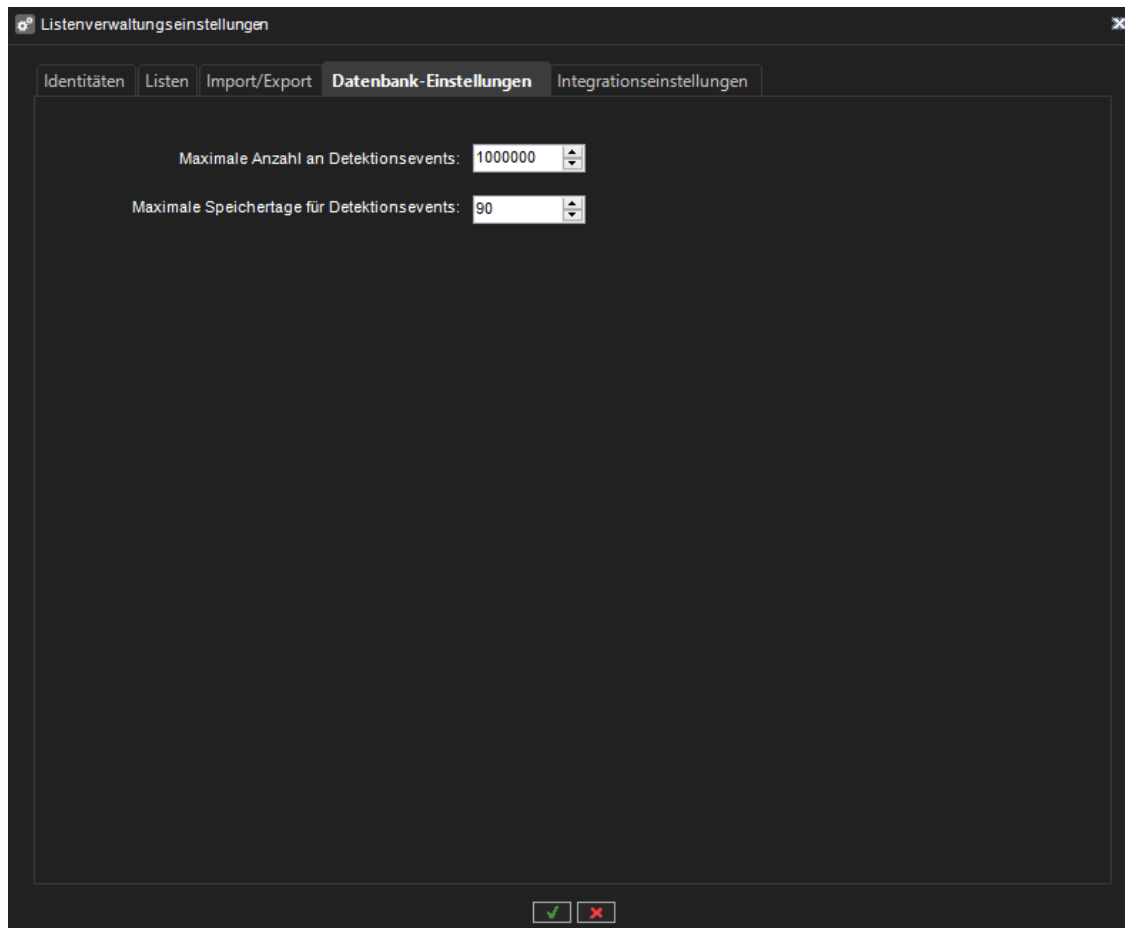 Listenverwaltungseinstellungen
Identitäten Listen Import/Export Datenbank-Einstellungen Integrationseinstellungen
Maximale Anzahl an Detektionsevents: 1000000
Maximale Speichertage für Detektionsevents: 90